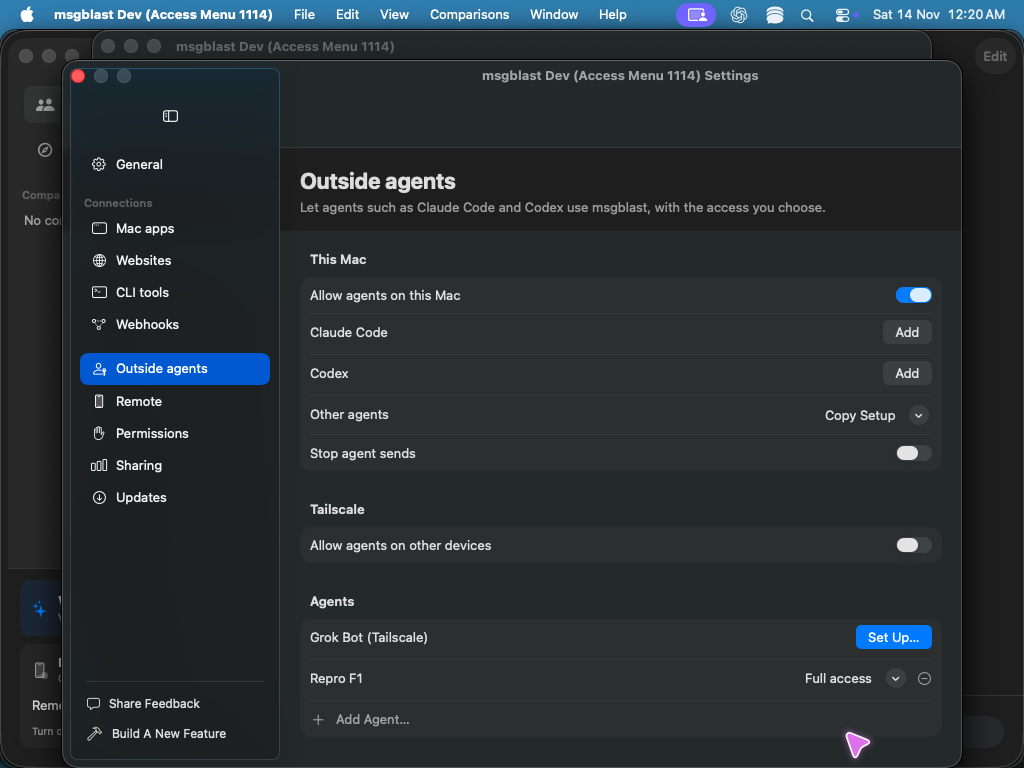 msgblast Dev (Access Menu 1114) File Edit View Comparisons Window Help Sat 14 Nov 12:20 AM
msgblast Dev (Access Menu 1114)
Edit
msgblast Dev (Access Menu 1114) Settings
General
Connections
Mac apps
Websites
CLI tools
Webhooks
Outside agents
Remote
Permissions
Sharing
Updates
Share Feedback
Build A New Feature
Outside agents
Let agents such as Claude Code and Codex use msgblast, with the access you choose.
This Mac
Allow agents on this Mac
Claude Code Add
Codex Add
Other agents Copy Setup
Stop agent sends
Tailscale
Allow agents on other devices
Agents
Grok Bot (Tailscale) Set Up...
Repro F1 Full access
Add Agent...
Compa
No co
Remo
Turn o